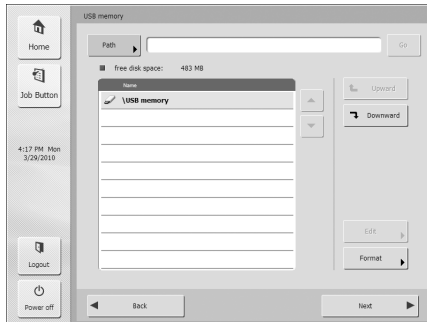 USB memory
Home
Path
Go
free disk space: 483 MB
Name
\USB memory
Job Button
Upward
Downward
4:17 PM Mon
3/29/2010
Edit
Logout
Format
Power off
Back
Next